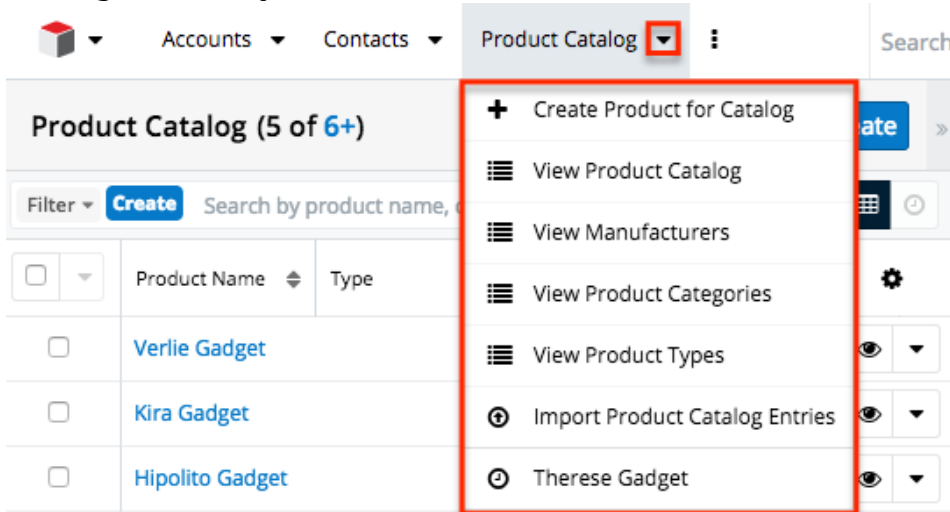 Accounts Contacts Product Catalog Search
Product Catalog (5 of 6+)
Create Product for Catalog
View Product Catalog
Filter Create Search by product name,
View Manufacturers
Product Name Type
View Product Categories
Verlie Gadget
View Product Types
Kira Gadget
Import Product Catalog Entries
Hipolito Gadget
Therese Gadget